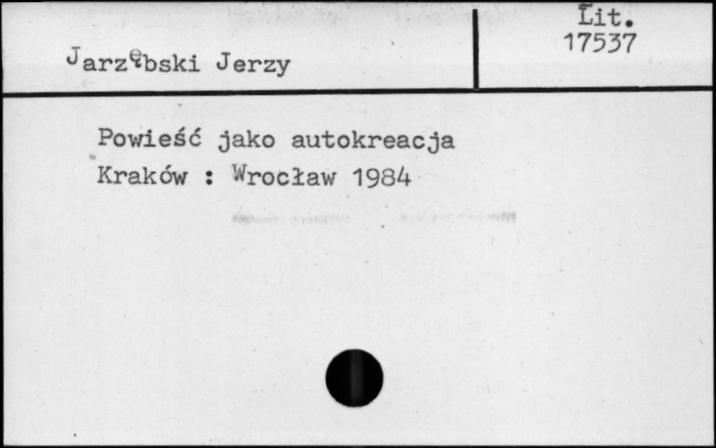 Lit.
17537
Jarzębski Jerzy
Powieść jako autokreacja
Kraków : Wrocław 1984